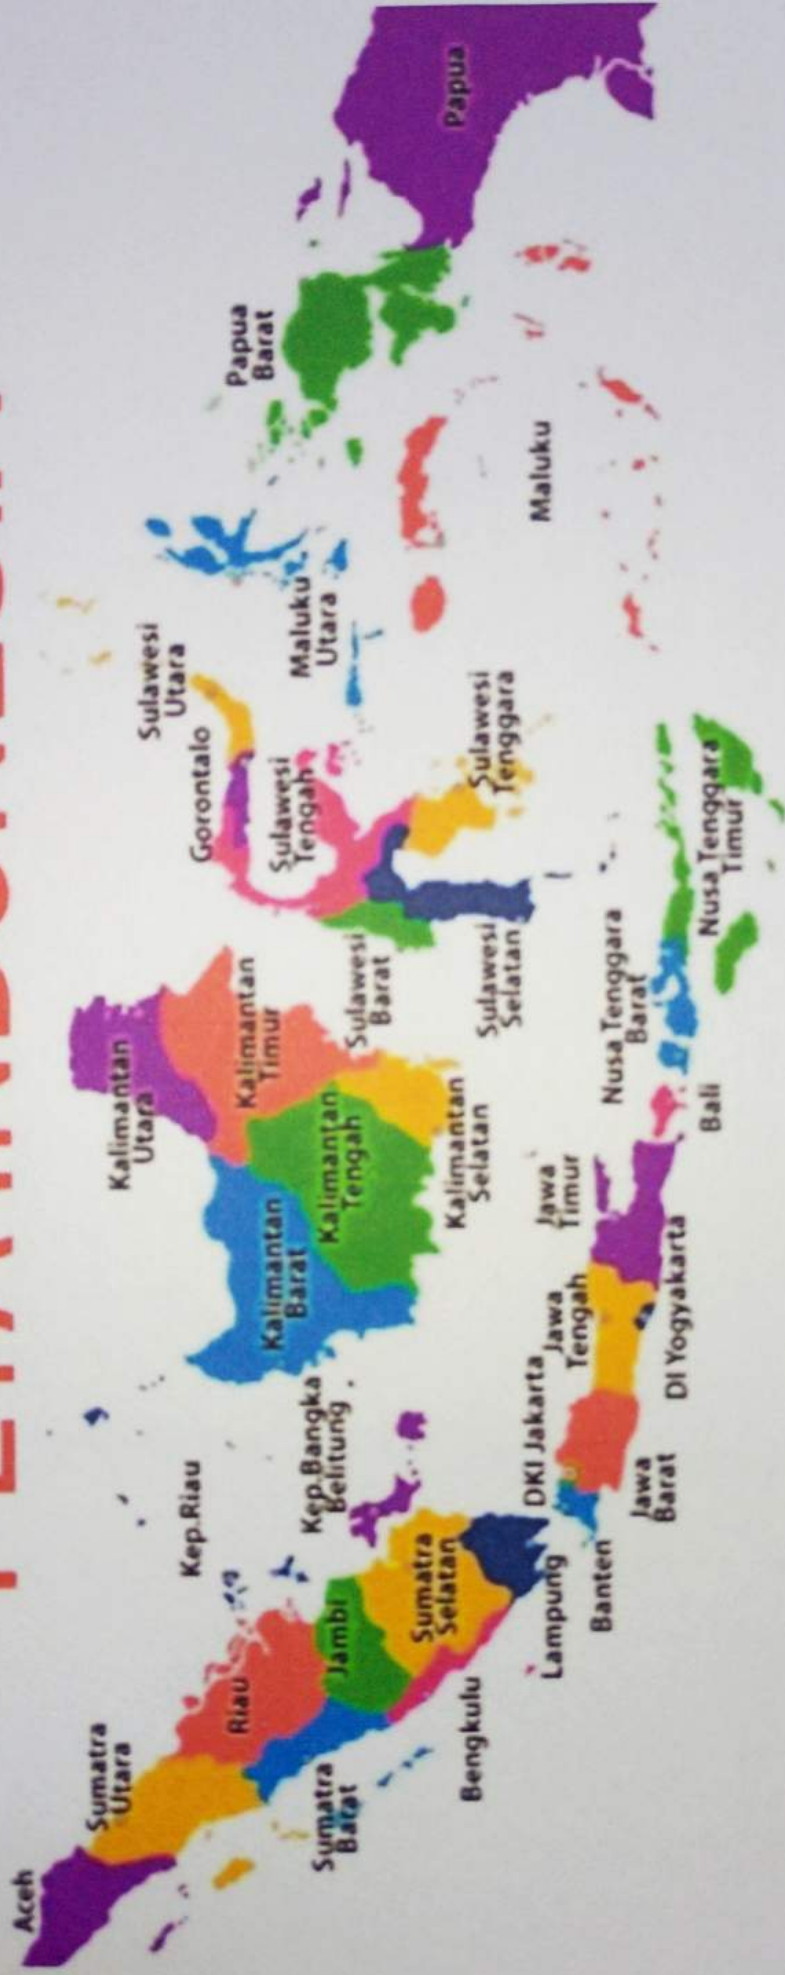 Aceh
Sumatra
Utara
Riau
Kep.Riau
Sumatra
Barat
Jambi
Kep.Bangka
Belitung
Sumatra
Selatan
Bengkulu
Lampung
Banten
DKI Jakarta
Jawa
Barat
Jawa
Tengah
DI Yogyakarta
Jawa
Timur
Bali
Nusa Tenggara
Barat
Nusa Tenggara
Timur
Kalimantan
Barat
Kalimantan
Tengah
Kalimantan
Selatan
Kalimantan
Timur
Kalimantan
Utara
Sulawesi
Utara
Gorontalo
Sulawesi
Tengah
Sulawesi
Barat
Sulawesi
Selatan
Sulawesi
Tenggara
Maluku
Utara
Maluku
Papua
Barat
Papua